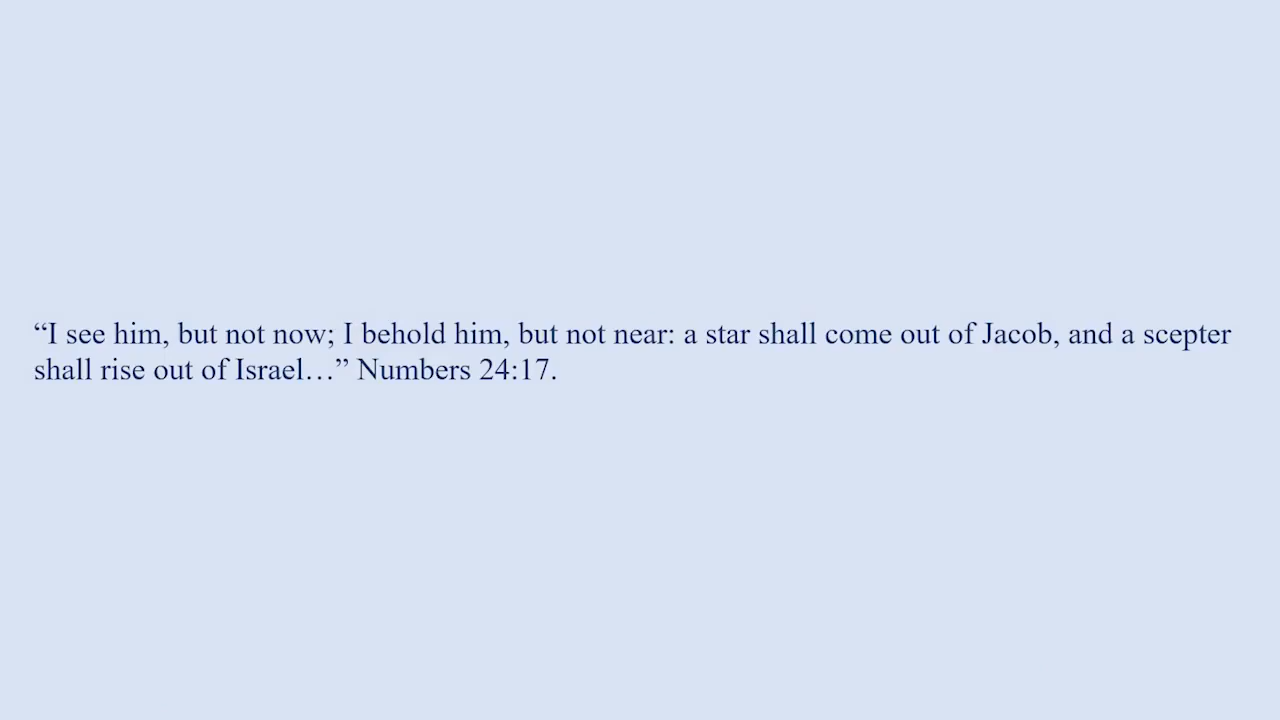 “I see him, but not now; I behold him, but not near: a star shall come out of Jacob, and a scepter
shall rise out of Israel…” Numbers 24:17.